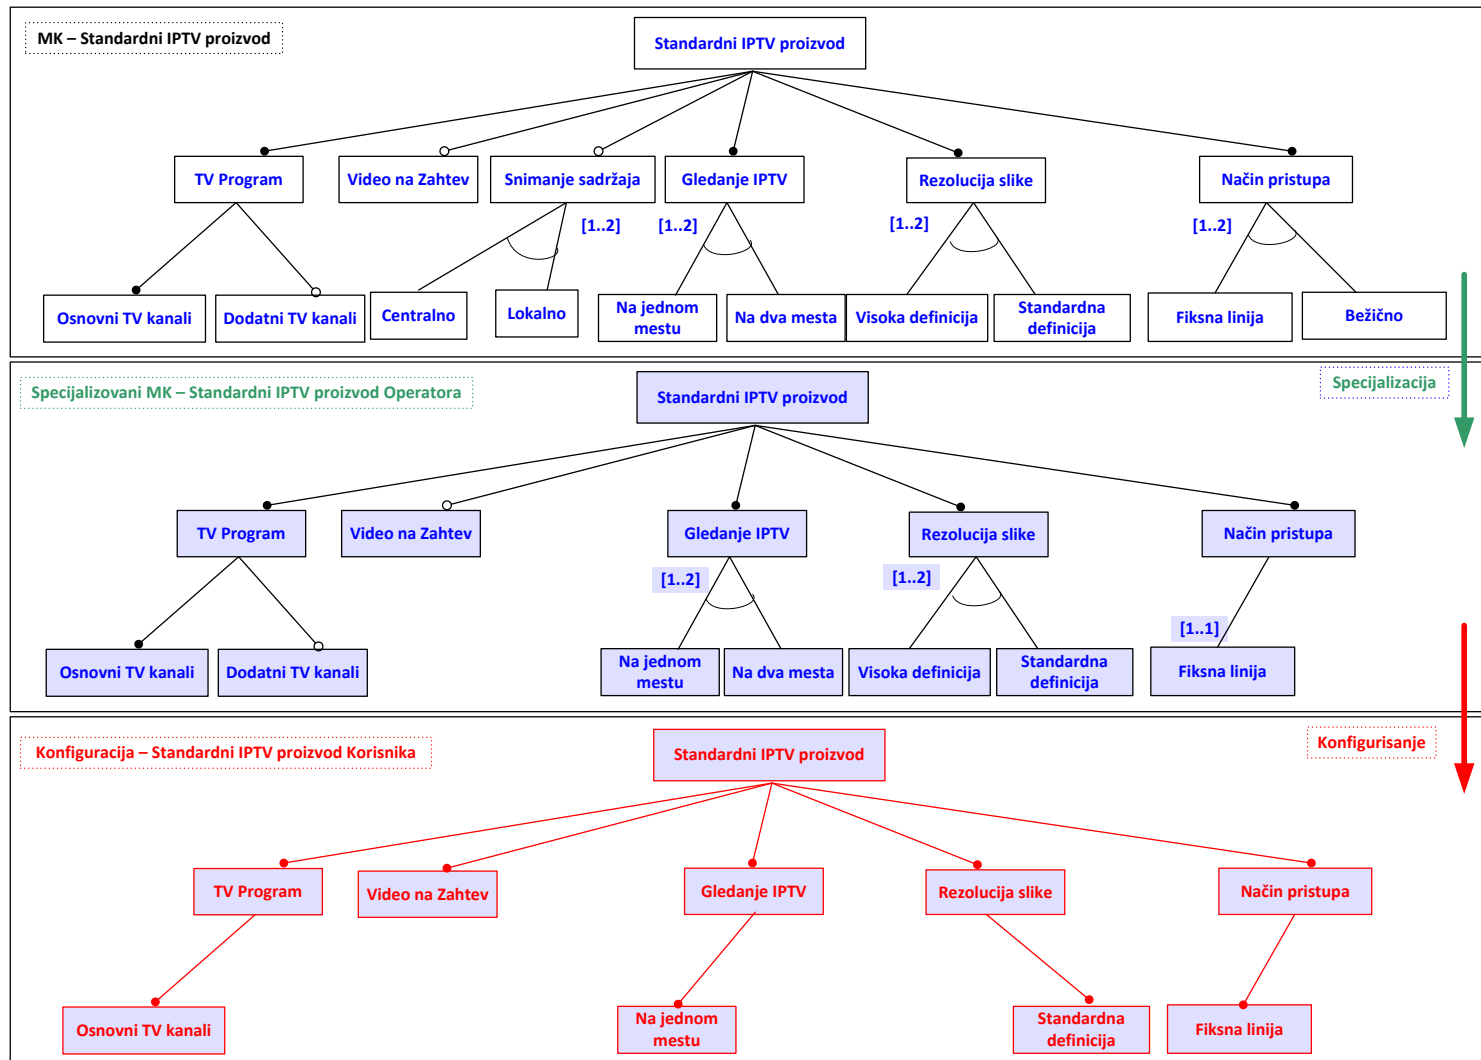 MK – Standardni IPTV proizvod
Standardni IPTV proizvod
TV Program
Video na Zahtev
Snimanje sadržaja
Gledanje IPTV
Rezolucija slike
Način pristupa
[1..2]
[1..2]
[1..2]
[1..2]
Osnovni TV kanali
Dodatni TV kanali
Centralno
Lokalno
Na jednom
mestu
Na dva mesta
Visoka definicija
Standardna
definicija
Fiksna linija
Bežično
Specijalizovani MK – Standardni IPTV proizvod Operatora
Standardni IPTV proizvod
Specijalizacija
TV Program
Video na Zahtev
Gledanje IPTV
Rezolucija slike
Način pristupa
[1..2]
[1..2]
[1..1]
Osnovni TV kanali
Dodatni TV kanali
Na jednom
mestu
Na dva mesta
Visoka definicija
Standardna
definicija
Fiksna linija
Konfiguracija – Standardni IPTV proizvod Korisnika
Standardni IPTV proizvod
Konfigurisanje
TV Program
Video na Zahtev
Gledanje IPTV
Rezolucija slike
Način pristupa
Osnovni TV kanali
Na jednom
mestu
Standardna
definicija
Fiksna linija